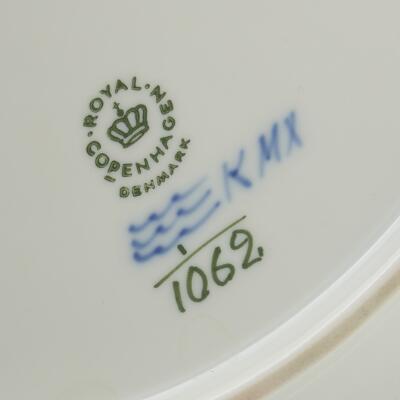 ROYAL COPENHAGEN
DENMARK
KMX
1
1062.